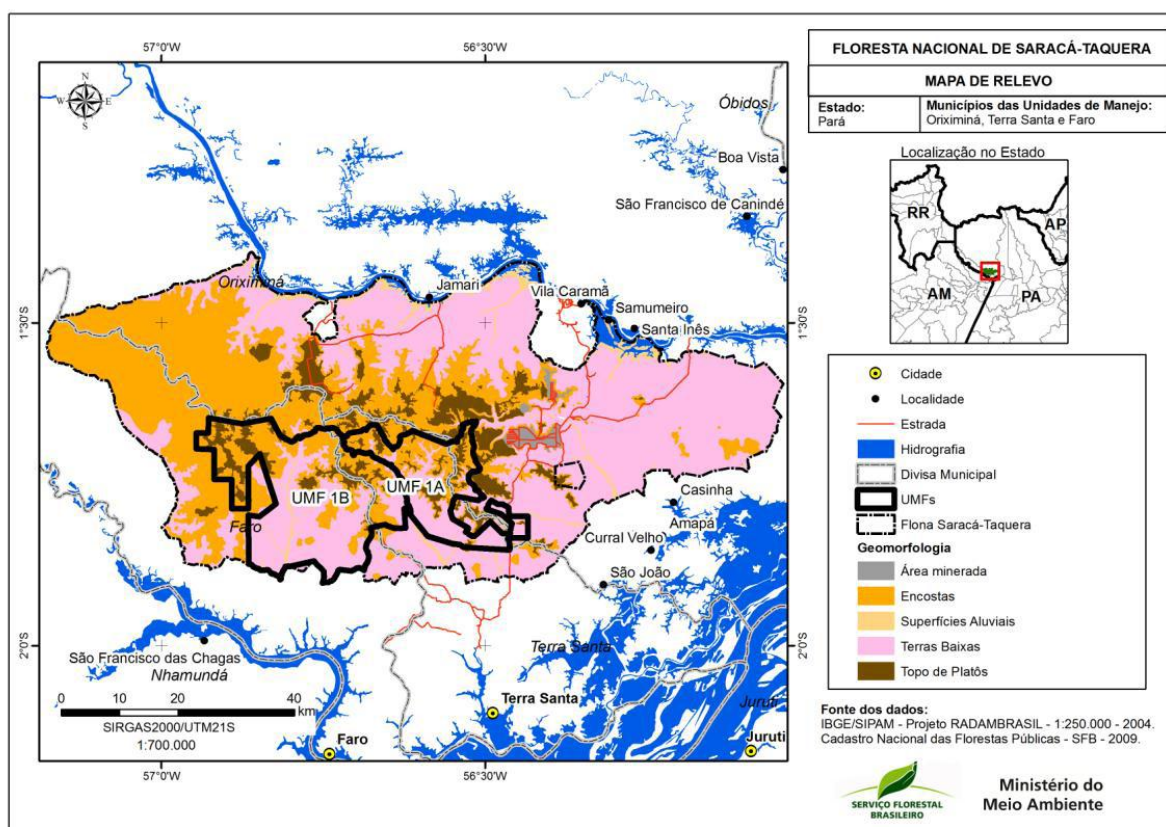 57°0'W
56°30'W
N
W E
S
Óbidos
Boa Vista
São Francisco de Canindé
Oriximiná
Jamari
Vila Caramã
Samumeiro
Santa Inês
1°30'S
1°30'S
UMF 1B
UMF 1A
Faro
Casinha
Amapá
Curral Velho
São João
2°0'S
2°0'S
São Francisco das Chagas
Nhamundá
Terra Santa
Terra Santa
Juruti
Faro
Juruti
0 10 20 40
km
SIRGAS2000/UTM21S
1:700.000
57°0'W
56°30'W
FLORESTA NACIONAL DE SARACÁ-TAQUERA
MAPA DE RELEVO
Estado:
Pará
Municípios das Unidades de Manejo:
Oriximiná, Terra Santa e Faro
Localização no Estado
RR
AP
AM
PA
Cidade
Localidade
Estrada
Hidrografia
Divisa Municipal
UMFs
Flona Saracá-Taquera
Geomorfologia
Área minerada
Encostas
Superfícies Aluviais
Terras Baixas
Topo de Platôs
Fonte dos dados:
IBGE/SIPAM - Projeto RADAMBRASIL - 1:250.000 - 2004.
Cadastro Nacional das Florestas Públicas - SFB - 2009.
SERVIÇO FLORESTAL
BRASILEIRO
Ministério do
Meio Ambiente